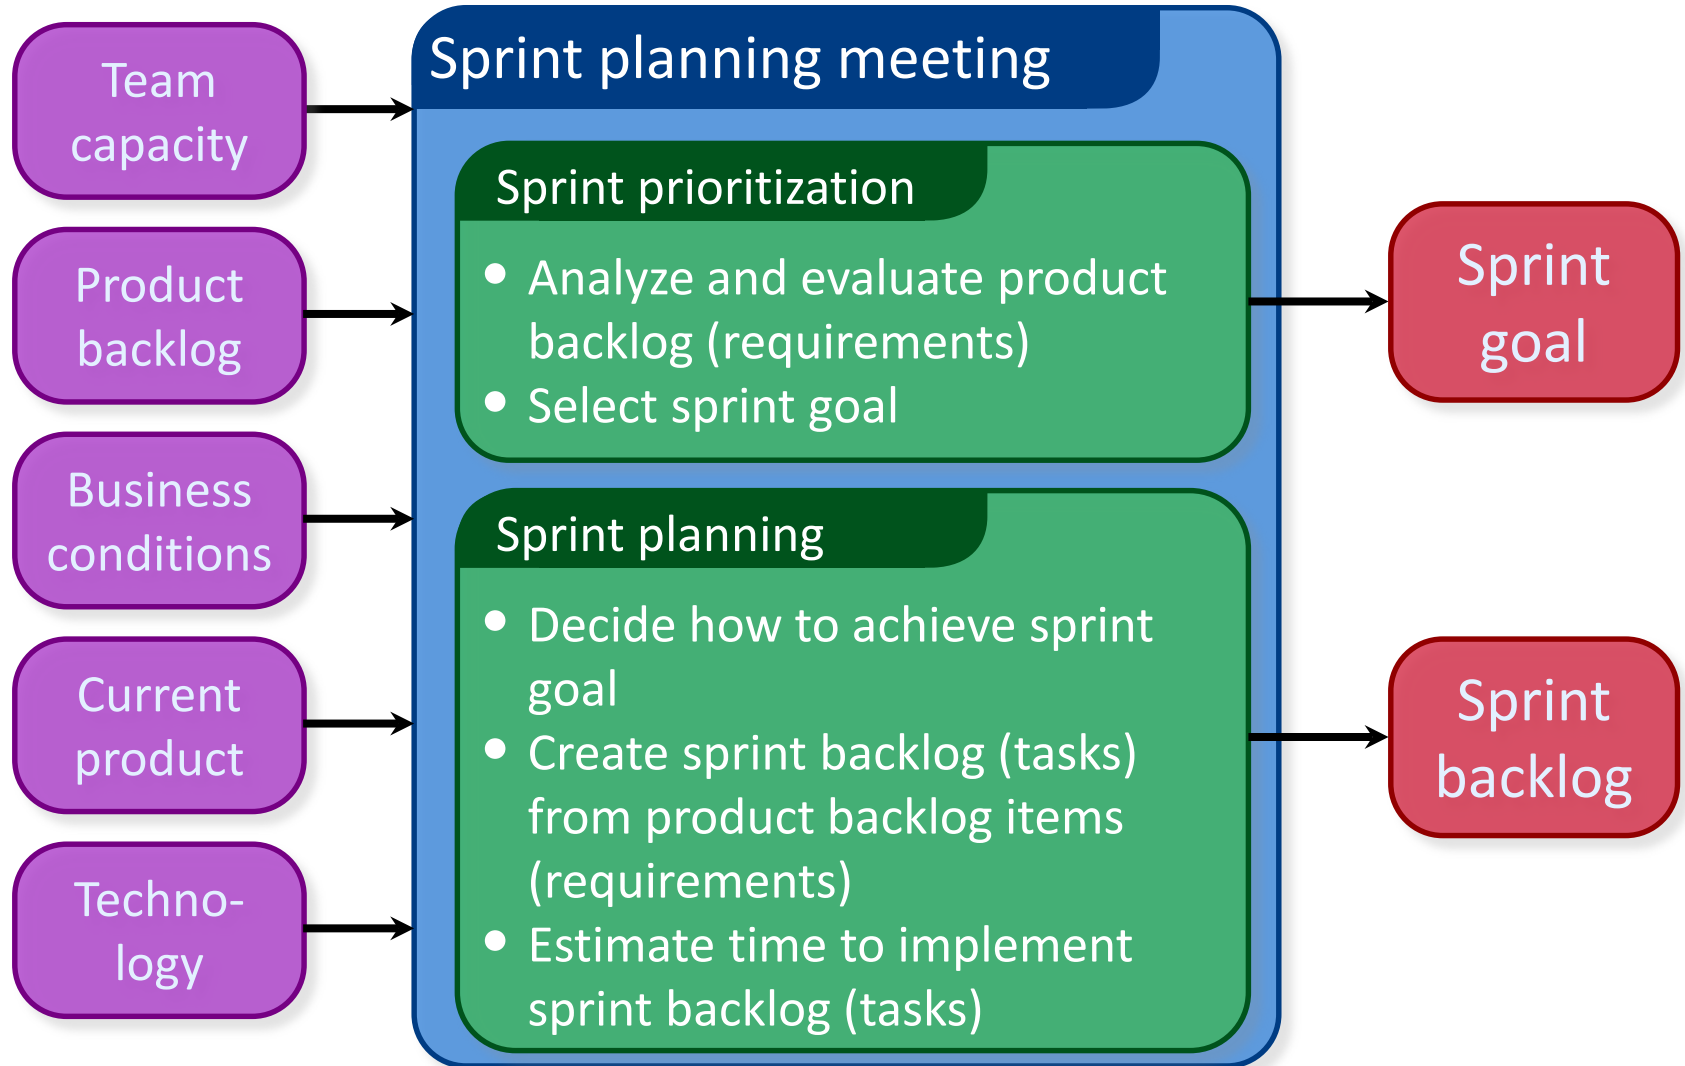 Team
capacity
Product
backlog
Business
conditions
Current
product
Techno-
logy
Sprint planning meeting
Sprint prioritization
• Analyze and evaluate product
backlog (requirements)
• Select sprint goal
Sprint planning
• Decide how to achieve sprint
goal
• Create sprint backlog (tasks)
from product backlog items
(requirements)
• Estimate time to implement
sprint backlog (tasks)
Sprint
goal
Sprint
backlog